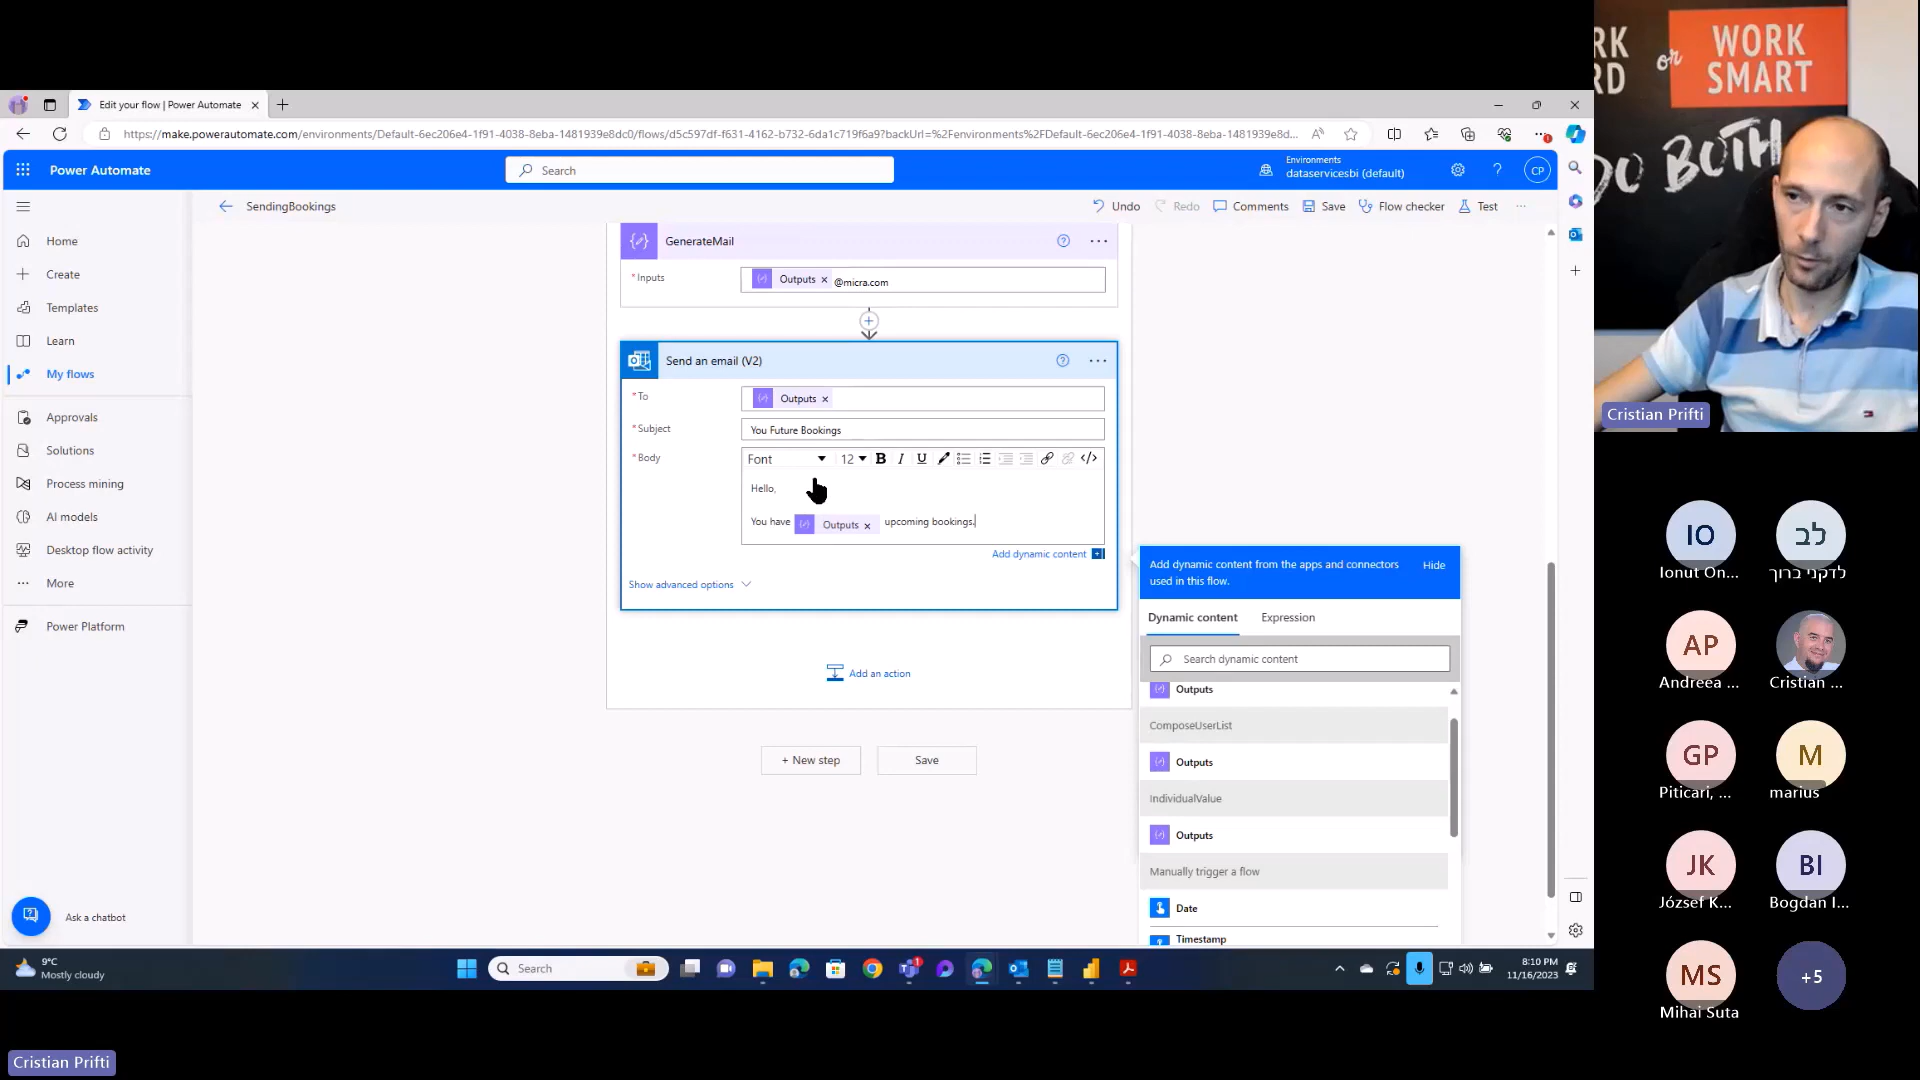 Edit your flow | Power Automate
https://make.powerautomate.com/environments/Default-6ec206e4-1f91-4038-8eba-1481939e8dc0/flows/d5c597df-f631-4162-b732-6da1c719f6a9?backUrl=%2Fenvironments%2FDefault-6ec206e4-1f91-4038-8eba-1481939e8d...
Power Automate
Search
Environments
dataservicesbi (default)
CP
SendingBookings
Undo
Redo
Comments
Save
Flow checker
Test
Home
Create
Templates
Learn
My flows
Approvals
Solutions
Process mining
AI models
Desktop flow activity
More
Power Platform
Ask a chatbot
GenerateMail
* Inputs
Outputs @micra.com
Send an email (V2)
* To
Outputs
* Subject
You Future Bookings
* Body
Font 12 B I U
Hello,
You have Outputs upcoming bookings.
Add dynamic content
Show advanced options
Add an action
+ New step
Save
Add dynamic content from the apps and connectors
used in this flow.
Hide
Dynamic content
Expression
Search dynamic content
Outputs
ComposeUserList
Outputs
IndividualValue
Outputs
Manually trigger a flow
Date
Timestamp
9°C
Mostly cloudy
Search
8:10 PM
11/16/2023
RK
RD
or
WORK
SMART
DO BOTH
Cristian Prifti
IO
Ionut On...
לב
לדקני ברוך
AP
Andreea ...
Cristian ...
GP
Piticari, ...
M
marius
JK
József K...
BI
Bogdan I...
MS
Mihai Suta
+5
Cristian Prifti